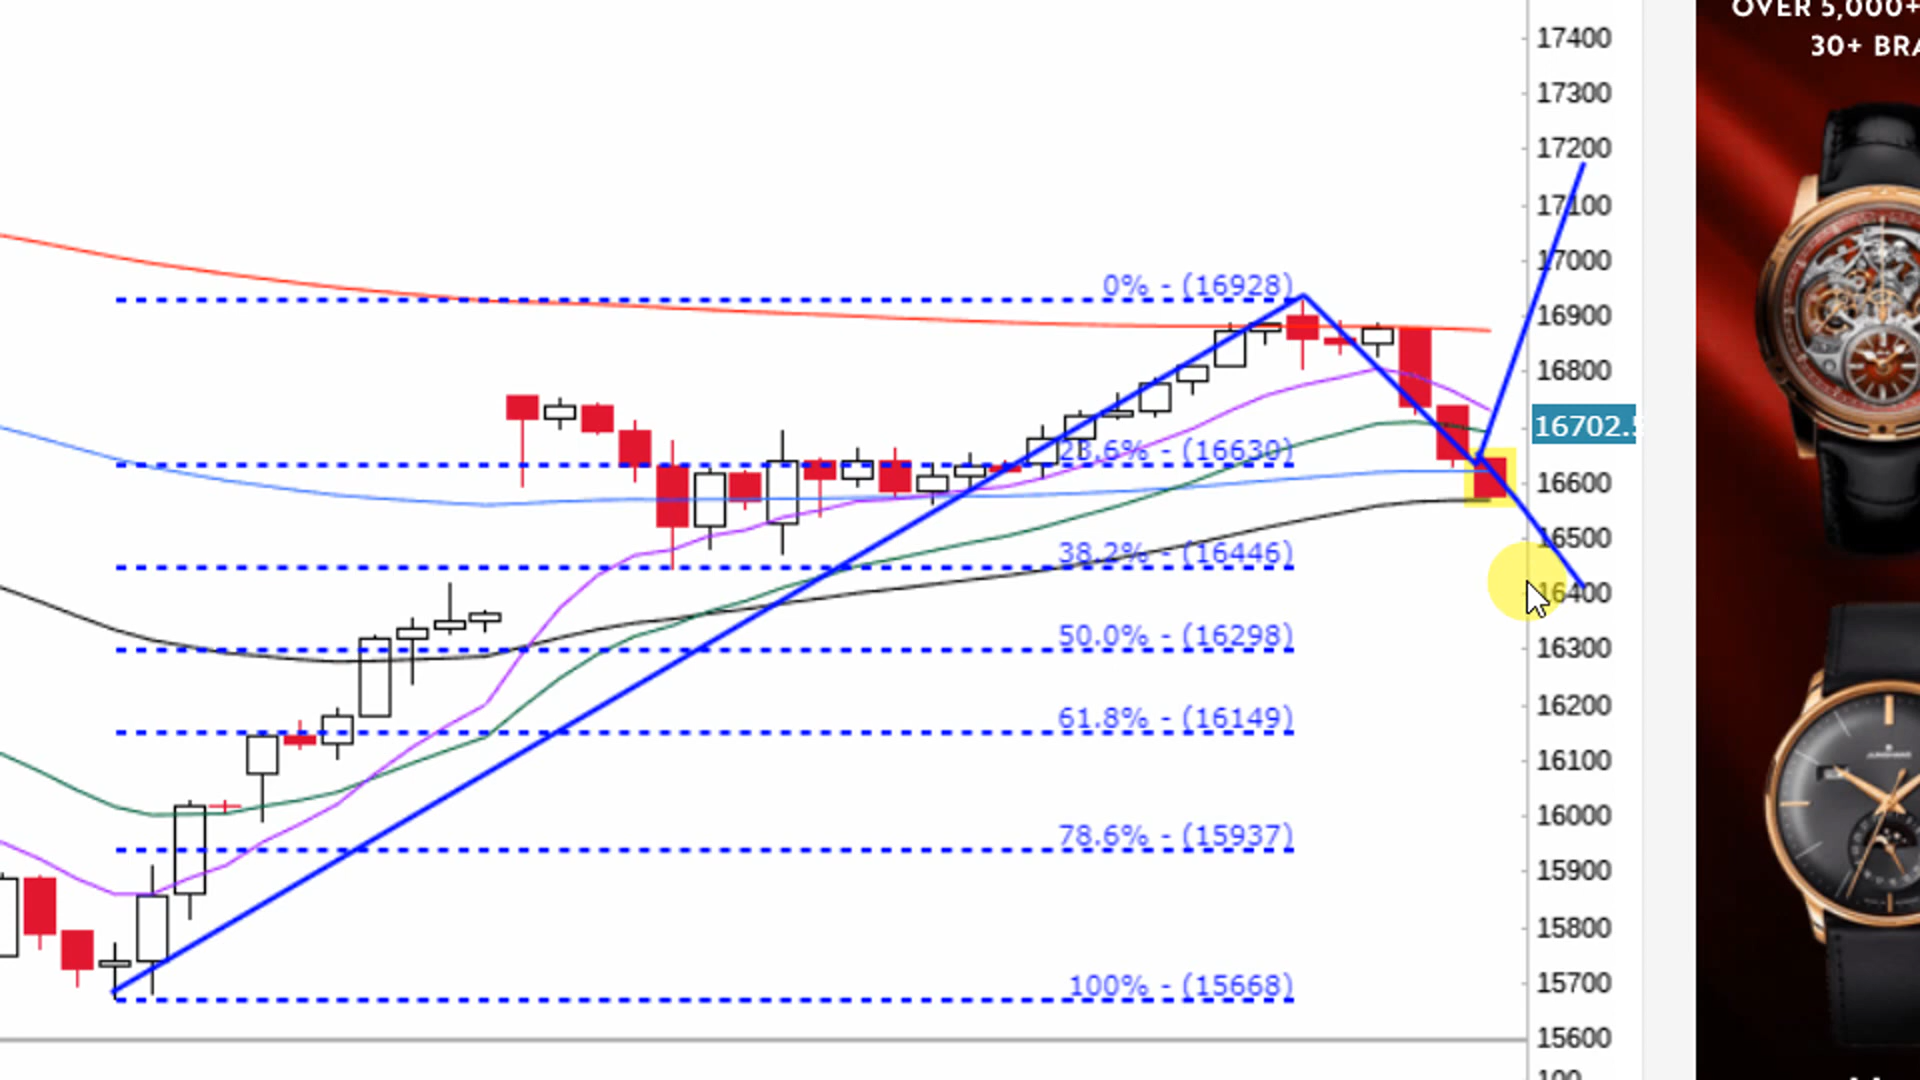 OVER 5,000+
30+ BRA
17400
17300
17200
17100
17000
0% - (16928)
16900
16800
16702.5
23.6% - (16630)
16600
16500
38.2% - (16446)
16400
50.0% - (16298)
16300
61.8% - (16149)
16200
16100
16000
78.6% - (15937)
15900
15800
100% - (15668)
15700
15600
JUNGHANS